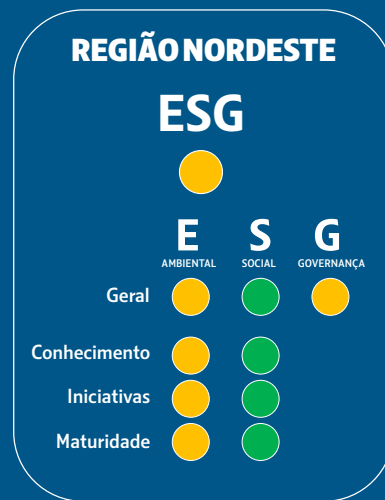 REGIÃO NORDESTE
ESG
E S G
AMBIENTAL SOCIAL GOVERNANÇA
Geral
Conhecimento
Iniciativas
Maturidade